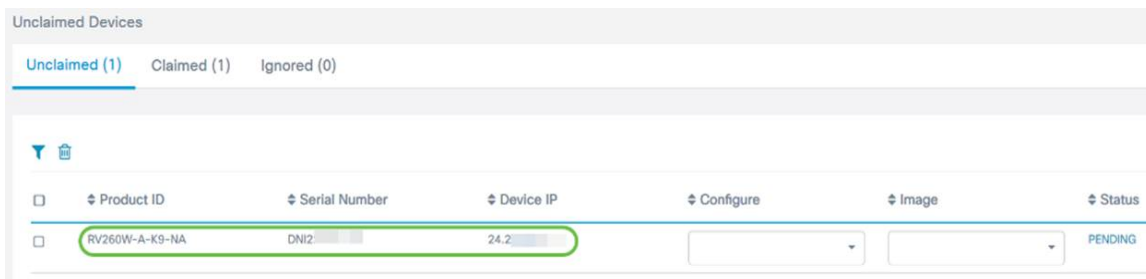 Unclaimed Devices
Unclaimed (1) Claimed (1) Ignored (0)
Product ID Serial Number Device IP Configure Image Status
RV260W-A-K9-NA DNI2 24.2 PENDING